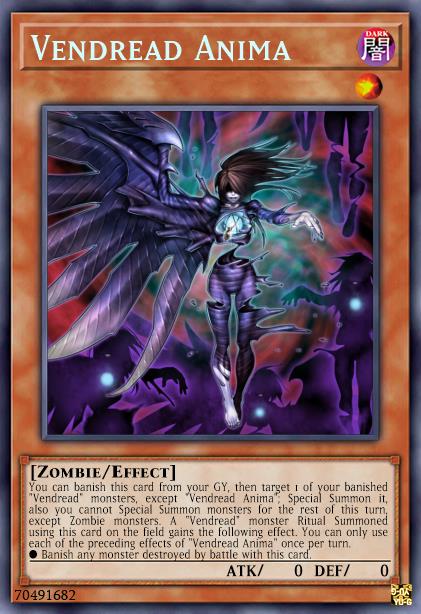 VENDREAD ANIMA
DARK
闇
[ZOMBIE/EFFECT]
You can banish this card from your GY, then target 1 of your banished
"Vendread" monsters, except "Vendread Anima"; Special Summon it,
also you cannot Special Summon monsters for the rest of this turn,
except Zombie monsters. A "Vendread" monster Ritual Summoned
using this card on the field gains the following effect. You can only use
each of the preceding effects of "Vendread Anima" once per turn.
● Banish any monster destroyed by battle with this card.
ATK/ 0 DEF/ 0
70491682